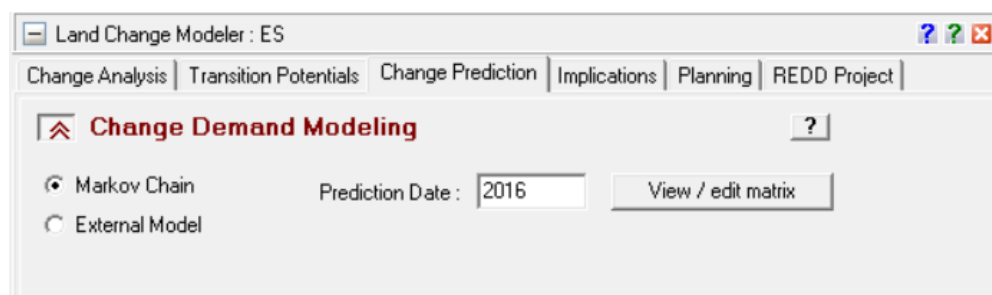 Land Change Modeler : ES ? ?
Change Analysis Transition Potentials Change Prediction Implications Planning REDD Project
Change Demand Modeling ?
Markov Chain Prediction Date : 2016 View / edit matrix
External Model